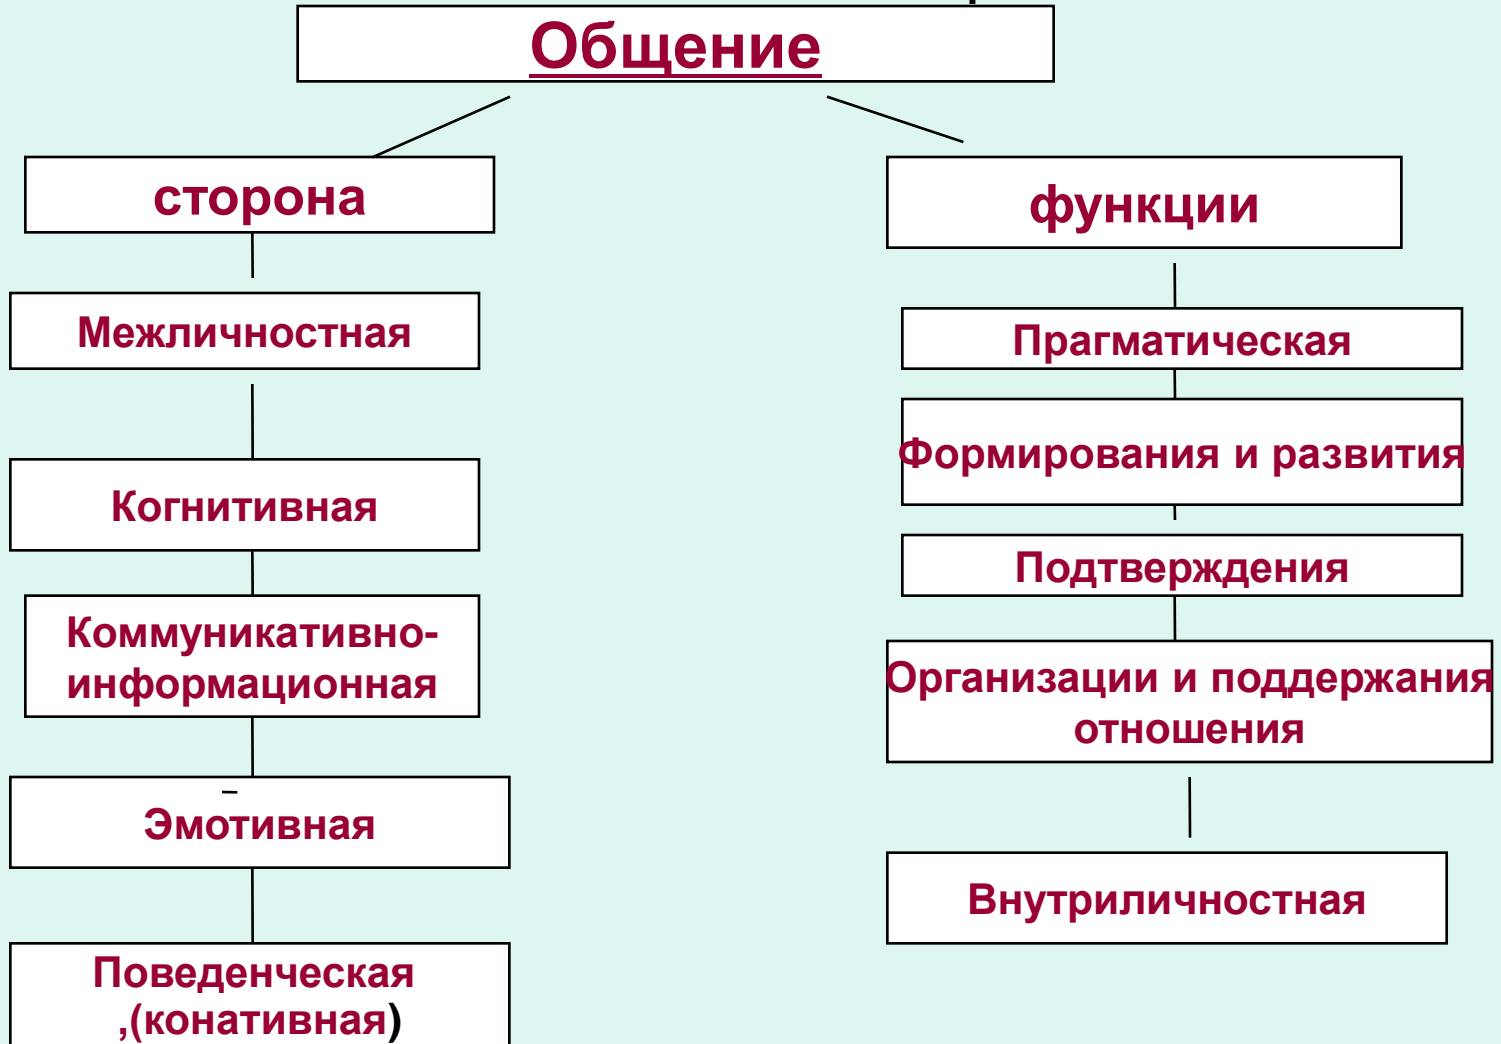 Общение
сторона
Межличностная
Когнитивная
Коммуникативно-
информационная
Эмотивная
Поведенческая
,(конативная)
функции
Прагматическая
Формирования и развития
Подтверждения
Организации и поддержания
отношения
Внутриличностная